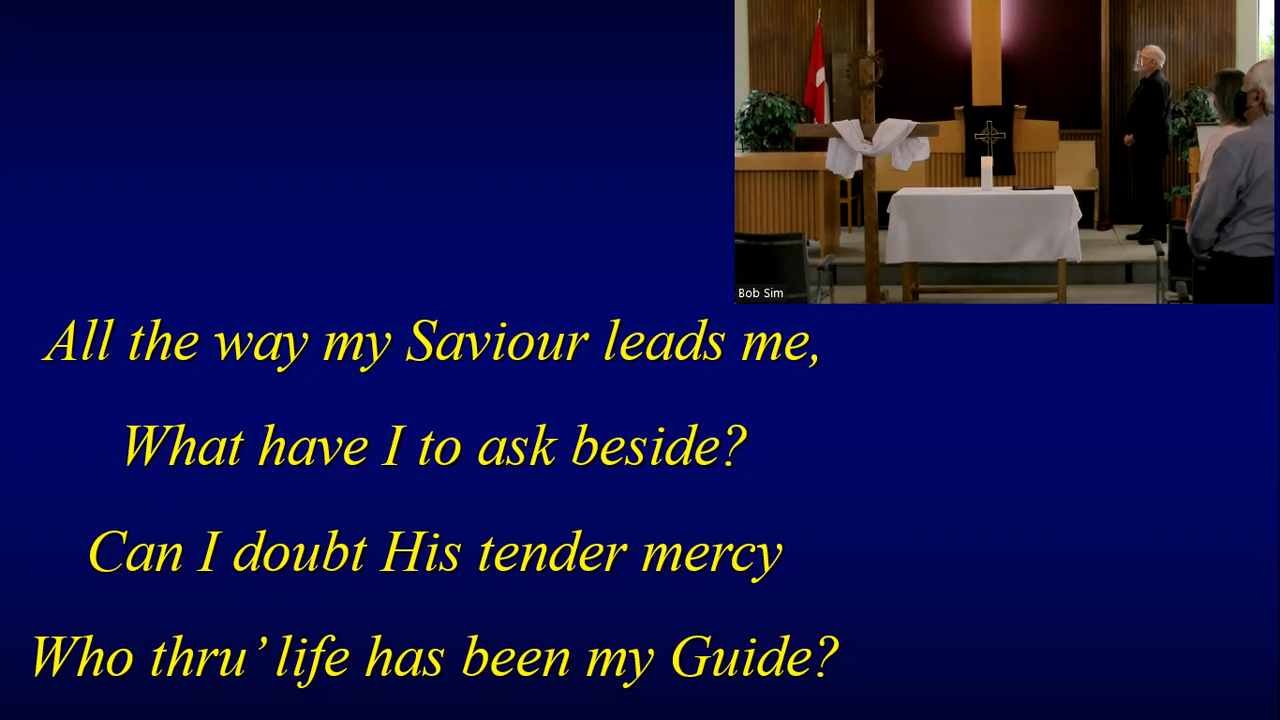 Bob Sim
All the way my Saviour leads me,
What have I to ask beside?
Can I doubt His tender mercy
Who thru’ life has been my Guide?